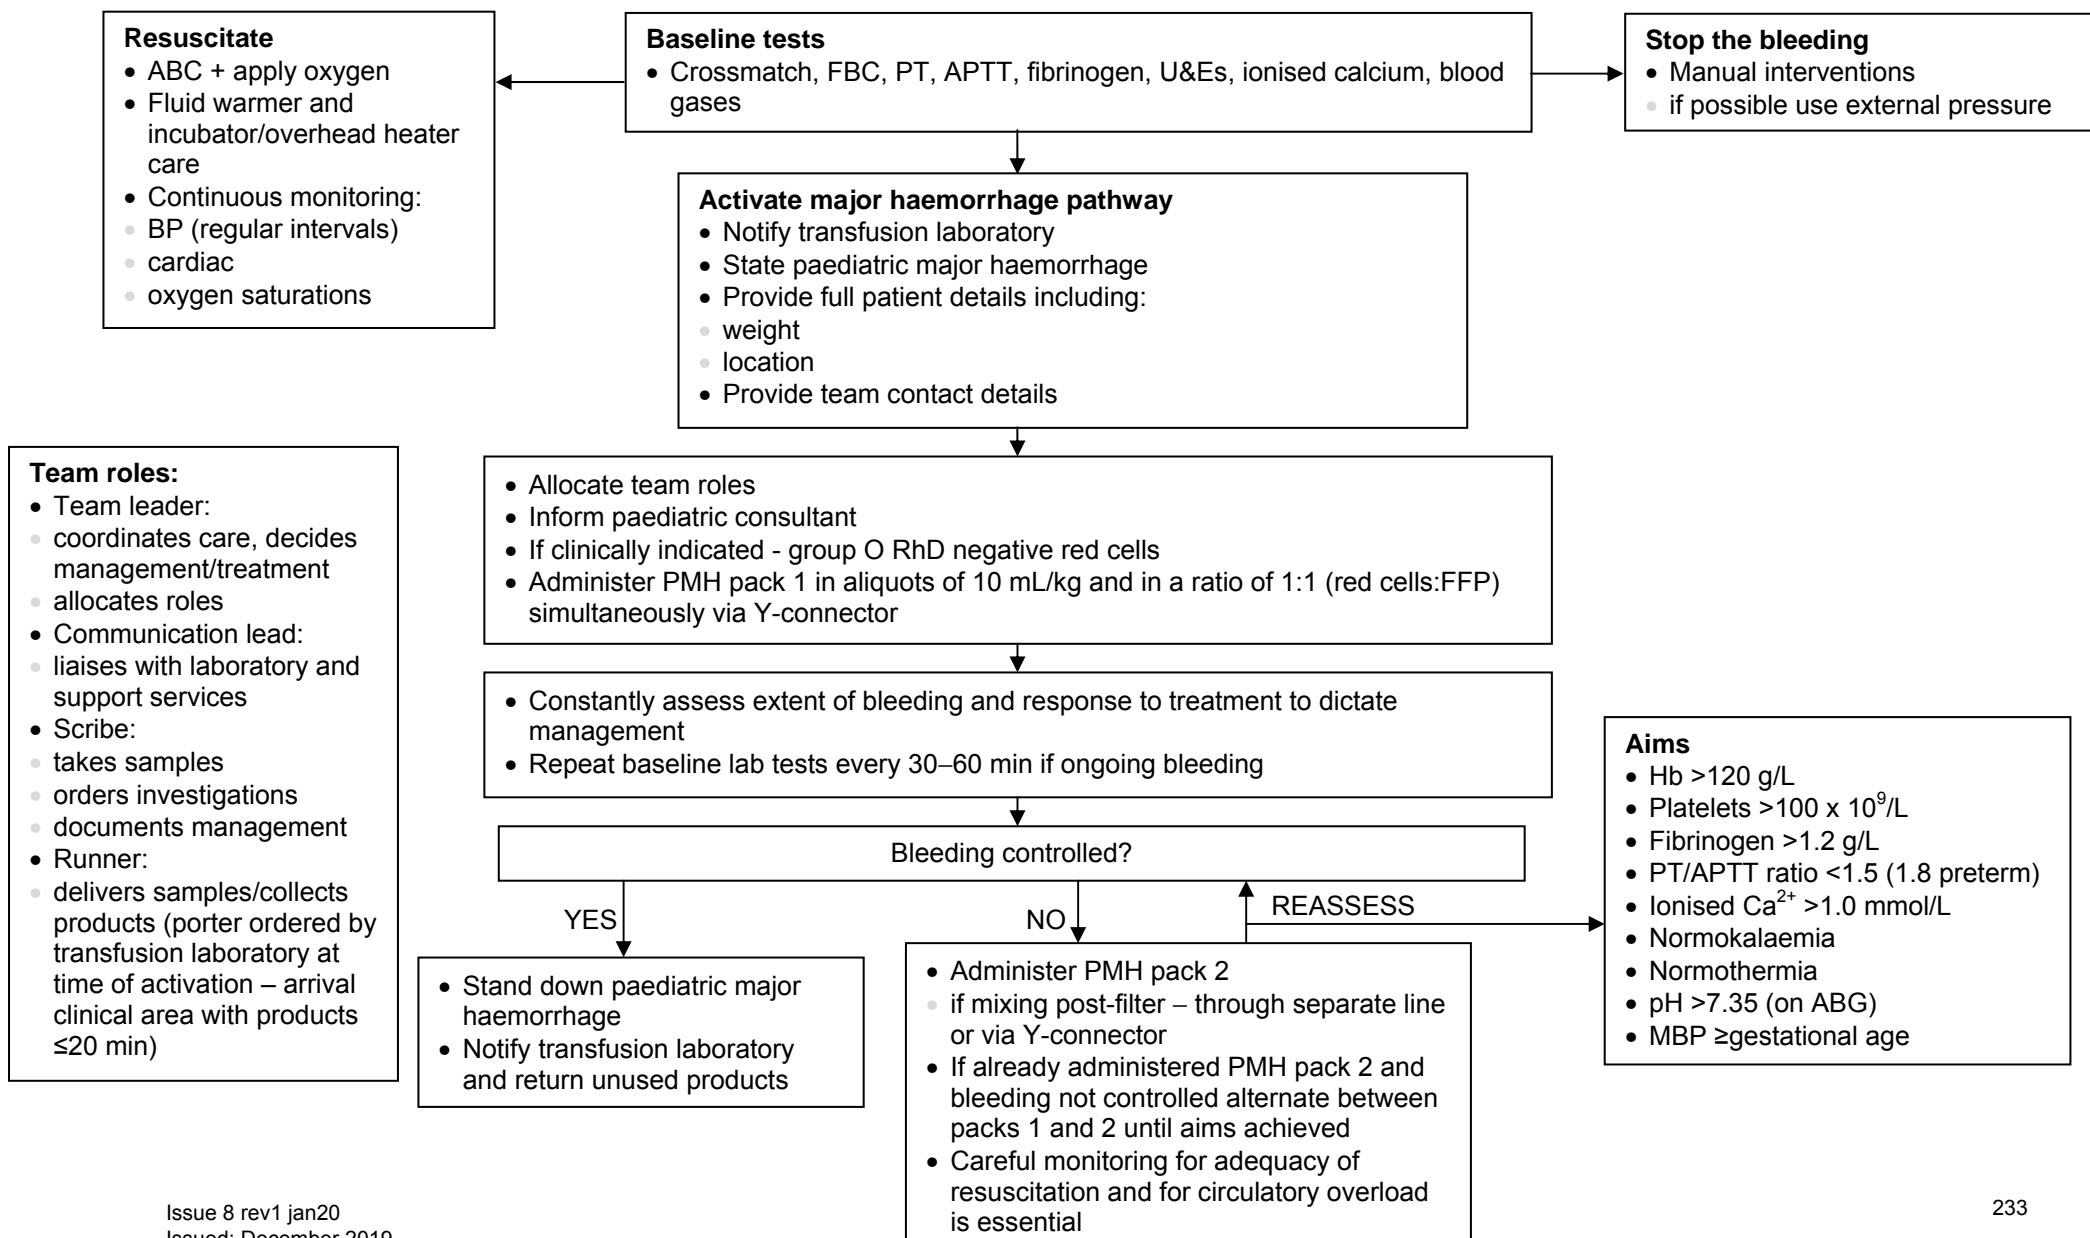 Resuscitate
• ABC + apply oxygen
• Fluid warmer and
incubator/overhead heater
care
• Continuous monitoring:
• BP (regular intervals)
• cardiac
• oxygen saturations
Baseline tests
• Crossmatch, FBC, PT, APTT, fibrinogen, U&Es, ionised calcium, blood
gases
Stop the bleeding
• Manual interventions
• if possible use external pressure
Activate major haemorrhage pathway
• Notify transfusion laboratory
• State paediatric major haemorrhage
• Provide full patient details including:
• weight
• location
• Provide team contact details
Team roles:
• Team leader:
• coordinates care, decides
management/treatment
• allocates roles
• Communication lead:
• liaises with laboratory and
support services
• Scribe:
• takes samples
• orders investigations
• documents management
• Runner:
• delivers samples/collects
products (porter ordered by
transfusion laboratory at
time of activation – arrival
clinical area with products
≤20 min)
• Allocate team roles
• Inform paediatric consultant
• If clinically indicated - group O RhD negative red cells
• Administer PMH pack 1 in aliquots of 10 mL/kg and in a ratio of 1:1 (red cells:FFP)
simultaneously via Y-connector
• Constantly assess extent of bleeding and response to treatment to dictate
management
• Repeat baseline lab tests every 30–60 min if ongoing bleeding
Bleeding controlled?
YES
NO
REASSESS
• Stand down paediatric major
haemorrhage
• Notify transfusion laboratory
and return unused products
• Administer PMH pack 2
• if mixing post-filter – through separate line
or via Y-connector
• If already administered PMH pack 2 and
bleeding not controlled alternate between
packs 1 and 2 until aims achieved
• Careful monitoring for adequacy of
resuscitation and for circulatory overload
is essential
Aims
• Hb >120 g/L
• Platelets >100 x 10⁹/L
• Fibrinogen >1.2 g/L
• PT/APTT ratio <1.5 (1.8 preterm)
• Ionised Ca²⁺ >1.0 mmol/L
• Normokalaemia
• Normothermia
• pH >7.35 (on ABG)
• MBP ≥gestational age
Issue 8 rev1 jan20
Issued: December 2019
233